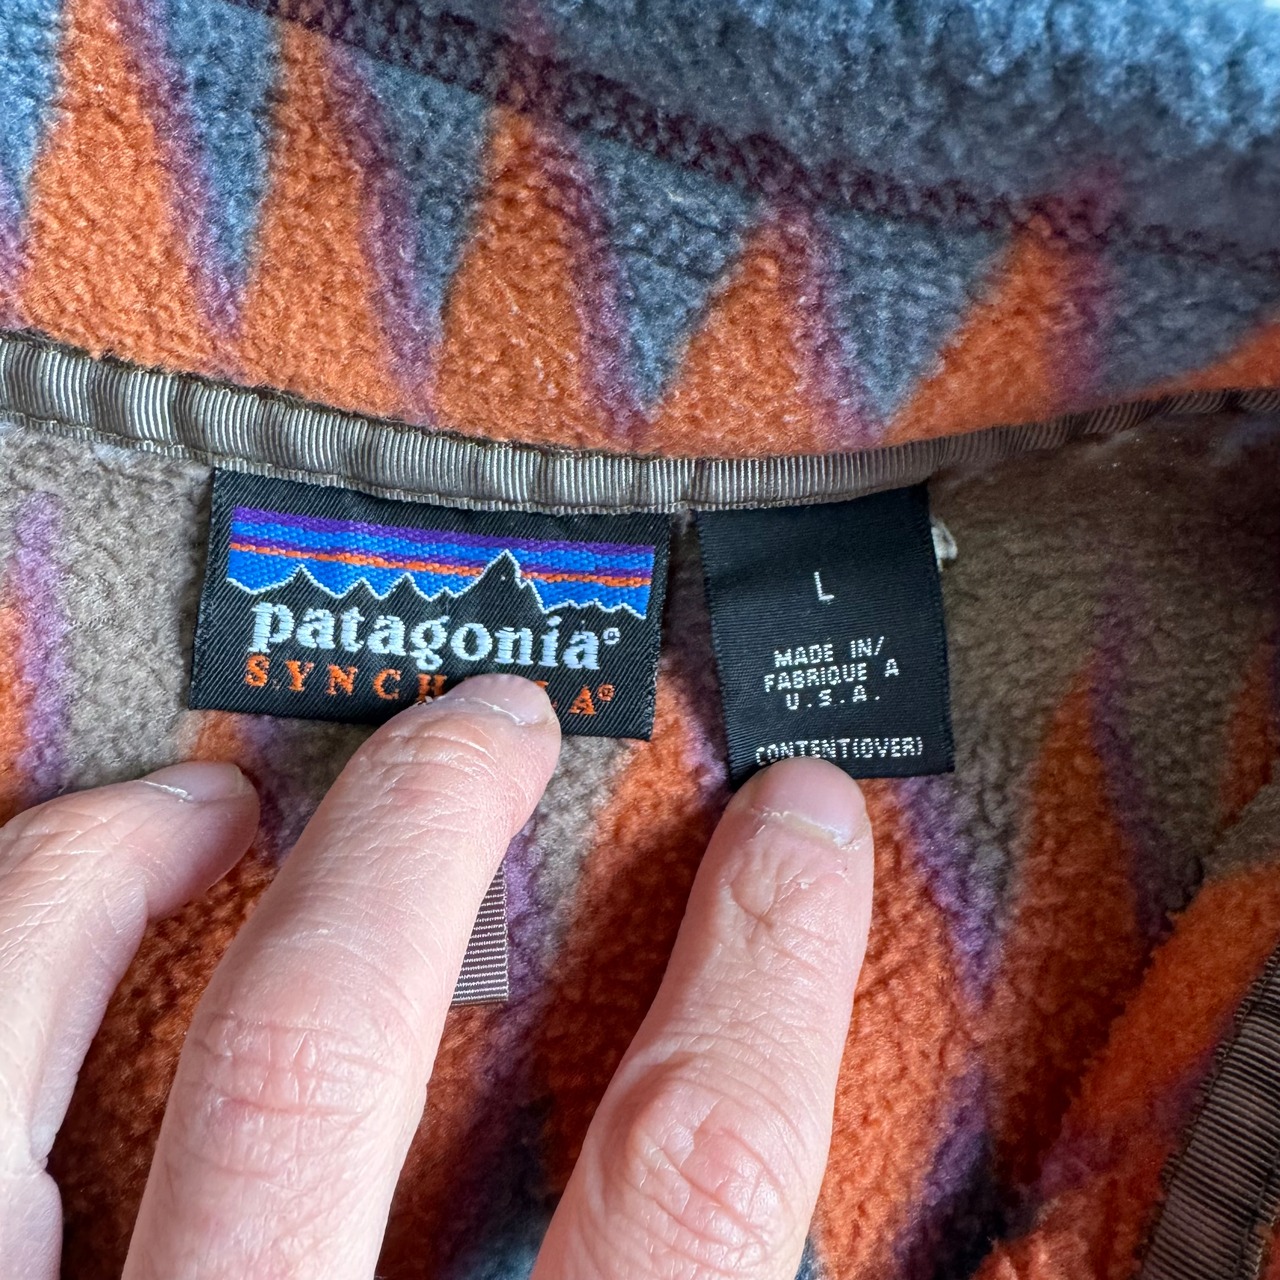 patagonia®
L
MADE IN/
FABRIQUE A
U.S.A.
CONTENT(OVER)